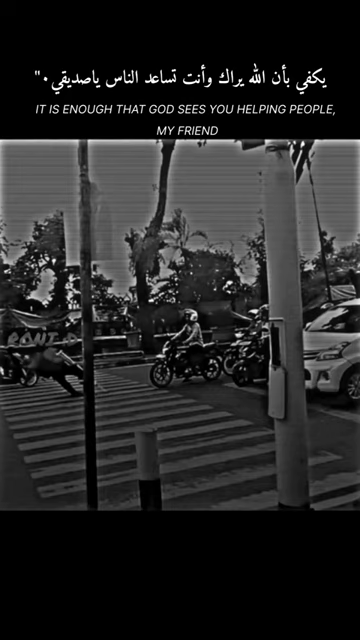 يكفي بأن الله يراك وأنت تساعد الناس ياصديقي."
IT IS ENOUGH THAT GOD SEES YOU HELPING PEOPLE,
MY FRIEND